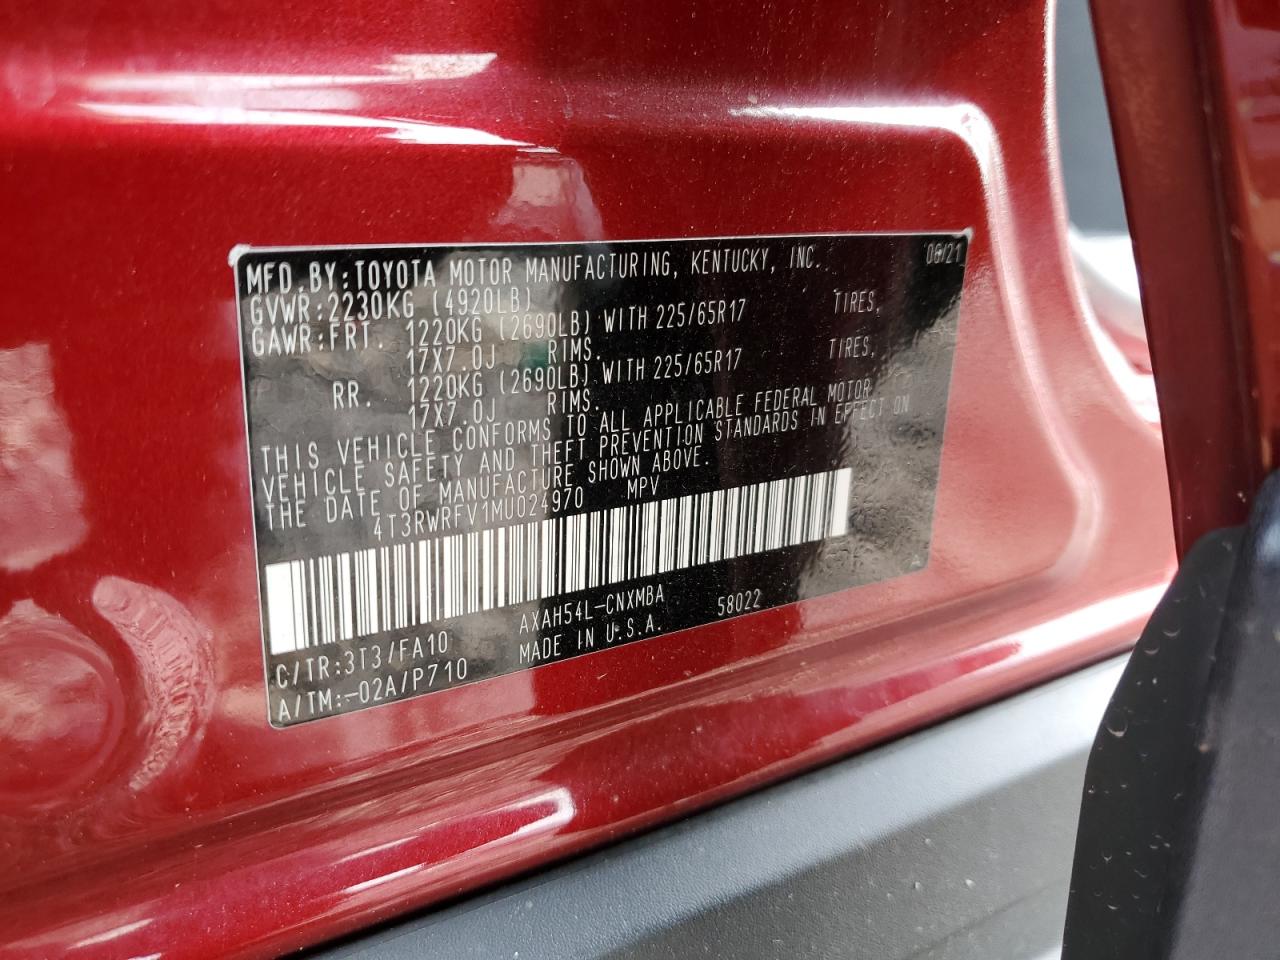 MFD.BY:TOYOTA MOTOR MANUFACTURING, KENTUCKY, INC. 08/21
GVWR:2230KG (4920LB)
GAWR:FRT. 1220KG (2690LB) WITH 225/65R17 TIRES,
17X7.0J RIMS.
RR. 1220KG (2690LB) WITH 225/65R17 TIRES,
17X7.0J RIMS.
THIS VEHICLE CONFORMS TO ALL APPLICABLE FEDERAL MOTOR
VEHICLE SAFETY AND THEFT PREVENTION STANDARDS IN EFFECT ON
THE DATE OF MANUFACTURE SHOWN ABOVE.
4T3RWRFV1MU024970 MPV
C/TR:3T3/FA10 AXAH54L-CNXMBA 58022
A/TM:-02A/P710 MADE IN U.S.A.